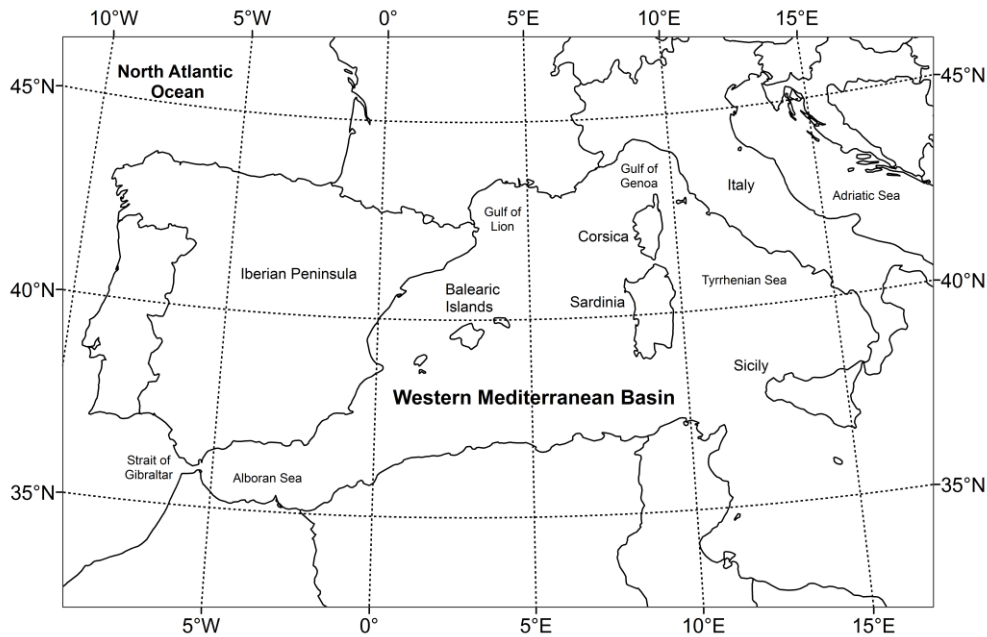 10°W 5°W 0° 5°E 10°E 15°E
North Atlantic
Ocean
45°N 45°N
Gulf of
Genoa
Italy
Adriatic Sea
Gulf of
Lion
Corsica
Iberian Peninsula
Tyrrhenian Sea
40°N 40°N
Balearic
Islands
Sardinia
Sicily
Western Mediterranean Basin
Strait of
Gibraltar
Alboran Sea
35°N 35°N
5°W 0° 5°E 10°E 15°E